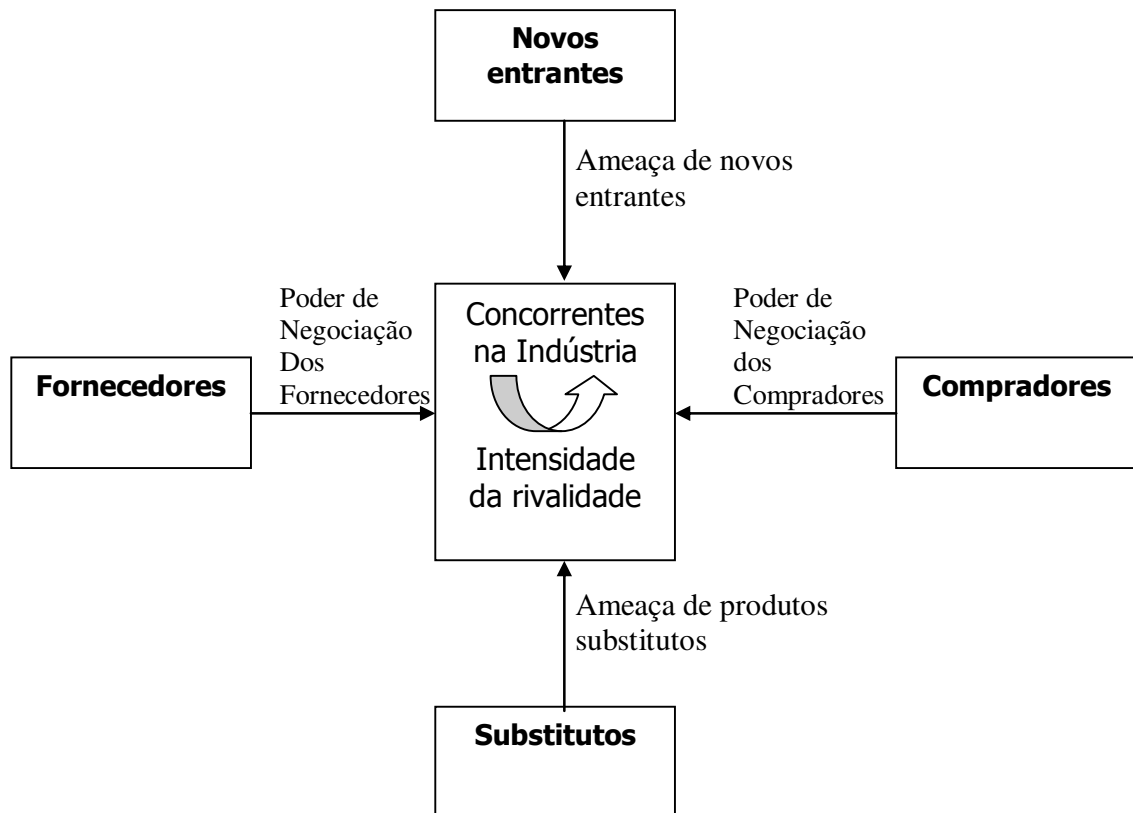 Novos
entrantes
Ameaça de novos
entrantes
Poder de
Negociação
Dos
Fornecedores
Fornecedores
Concorrentes
na Indústria
Intensidade
da rivalidade
Poder de
Negociação
dos
Compradores
Compradores
Ameaça de produtos
substitutos
Substitutos